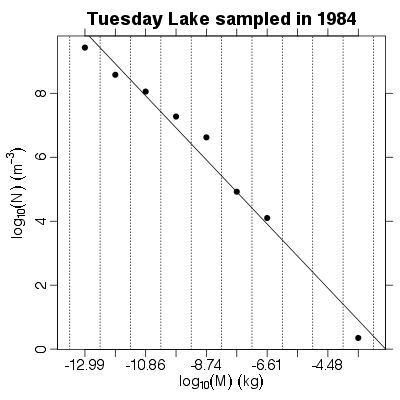 Tuesday Lake sampled in 1984
log₁₀(N) (m⁻³)
8
6
4
2
0
-12.99 -10.86 -8.74 -6.61 -4.48
log₁₀(M) (kg)